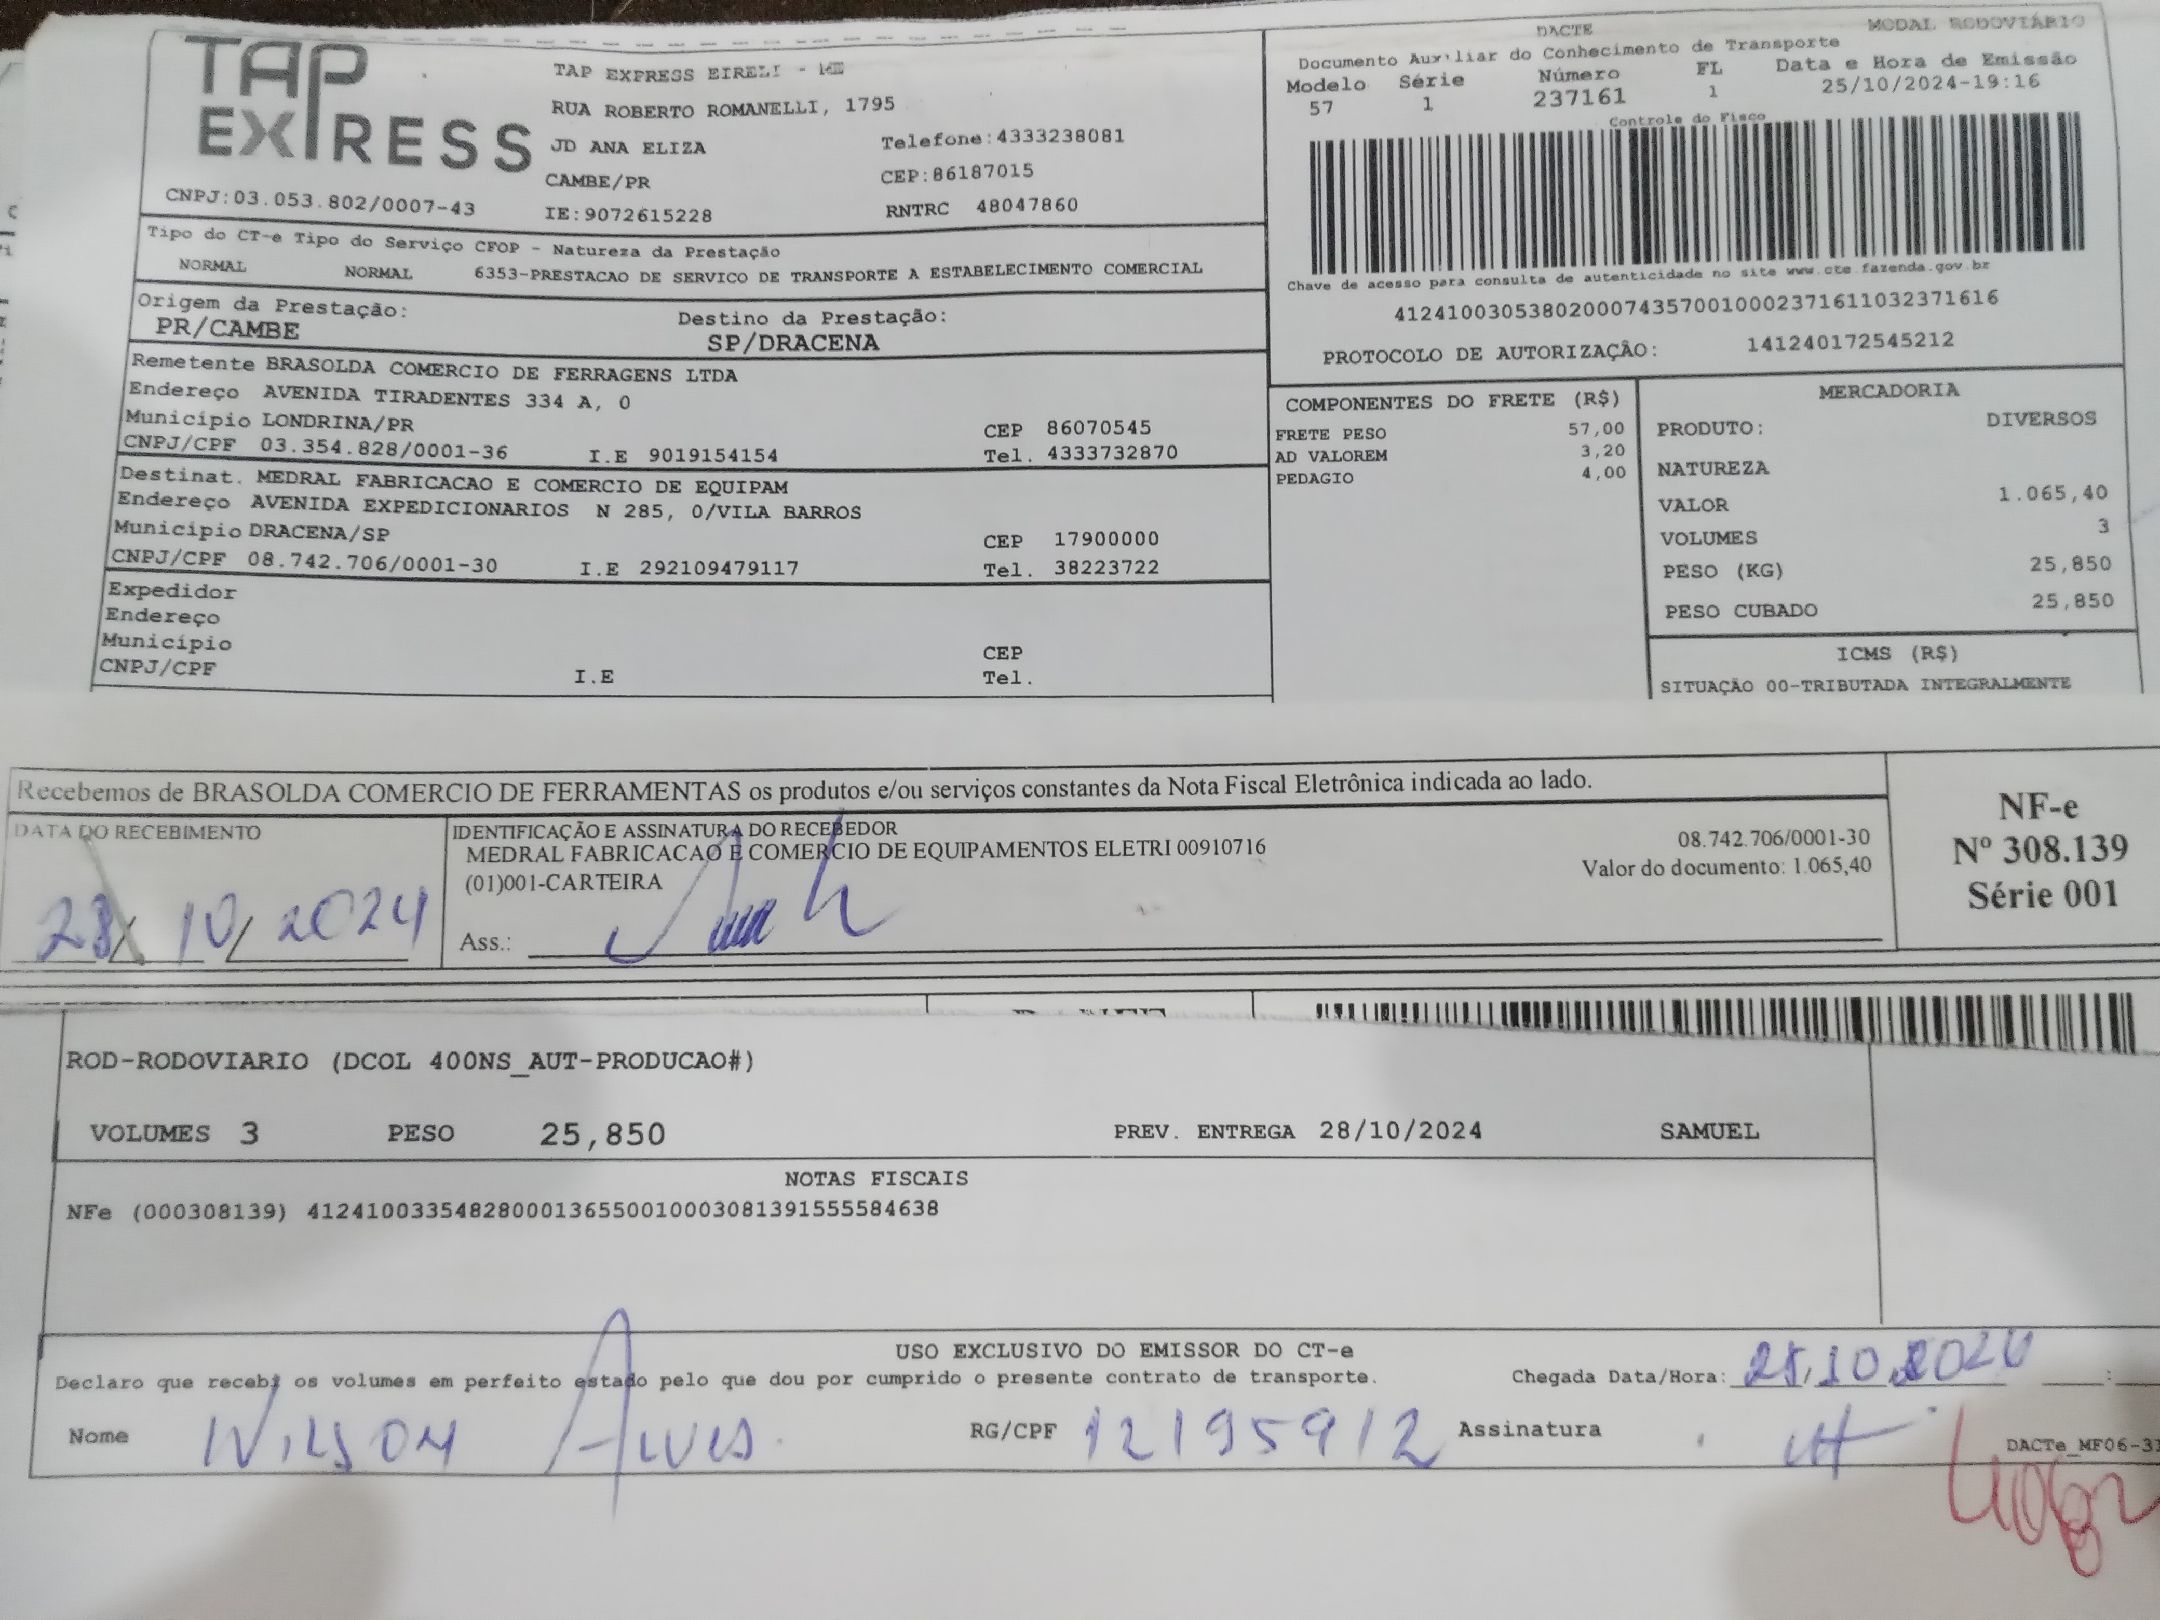 TAP EXPRESS
TAP EXPRESS EIRELI - ME
RUA ROBERTO ROMANELLI, 1795
JD ANA ELIZA Telefone:4333238081
CAMBE/PR CEP:86187015
CNPJ:03.053.802/0007-43 IE:9072615228 RNTRC 48047860
DACTE MODAL RODOVIÁRIO
Documento Auxiliar do Conhecimento de Transporte
Modelo Série Número FL Data e Hora de Emissão
57 1 237161 1 25/10/2024-19:16
Controle do Fisco
Chave de acesso para consulta de autenticidade no site www.cte.fazenda.gov.br
41241003053802000743570010002371611032371616
PROTOCOLO DE AUTORIZAÇÃO: 141240172545212
Tipo do CT-e Tipo do Serviço CFOP - Natureza da Prestação
NORMAL NORMAL 6353-PRESTACAO DE SERVICO DE TRANSPORTE A ESTABELECIMENTO COMERCIAL
Origem da Prestação: Destino da Prestação:
PR/CAMBE SP/DRACENA
Remetente BRASOLDA COMERCIO DE FERRAGENS LTDA
Endereço AVENIDA TIRADENTES 334 A, 0
Município LONDRINA/PR CEP 86070545
CNPJ/CPF 03.354.828/0001-36 I.E 9019154154 Tel. 4333732870
Destinat. MEDRAL FABRICACAO E COMERCIO DE EQUIPAM
Endereço AVENIDA EXPEDICIONARIOS N 285, 0/VILA BARROS
Município DRACENA/SP CEP 17900000
CNPJ/CPF 08.742.706/0001-30 I.E 292109479117 Tel. 38223722
Expedidor
Endereço
Município CEP
CNPJ/CPF I.E Tel.
COMPONENTES DO FRETE (R$)
FRETE PESO 57,00
AD VALOREM 3,20
PEDAGIO 4,00
MERCADORIA
PRODUTO: DIVERSOS
NATUREZA
VALOR 1.065,40
VOLUMES 3
PESO (KG) 25,850
PESO CUBADO 25,850
ICMS (R$)
SITUAÇÃO 00-TRIBUTADA INTEGRALMENTE
Recebemos de BRASOLDA COMERCIO DE FERRAMENTAS os produtos e/ou serviços constantes da Nota Fiscal Eletrônica indicada ao lado.
DATA DO RECEBIMENTO
28/10/2024
IDENTIFICAÇÃO E ASSINATURA DO RECEBEDOR
MEDRAL FABRICACAO E COMERCIO DE EQUIPAMENTOS ELETRI 00910716 08.742.706/0001-30
(01)001-CARTEIRA Valor do documento: 1.065,40
Ass.:
NF-e
Nº 308.139
Série 001
ROD-RODOVIARIO (DCOL 400NS_AUT-PRODUCAO#)
VOLUMES 3 PESO 25,850 PREV. ENTREGA 28/10/2024 SAMUEL
NOTAS FISCAIS
NFe (000308139) 41241003354828000136550010003081391555584638
USO EXCLUSIVO DO EMISSOR DO CT-e
Declaro que recebi os volumes em perfeito estado pelo que dou por cumprido o presente contrato de transporte. Chegada Data/Hora:
Nome Wilson Alves RG/CPF 12195912 Assinatura